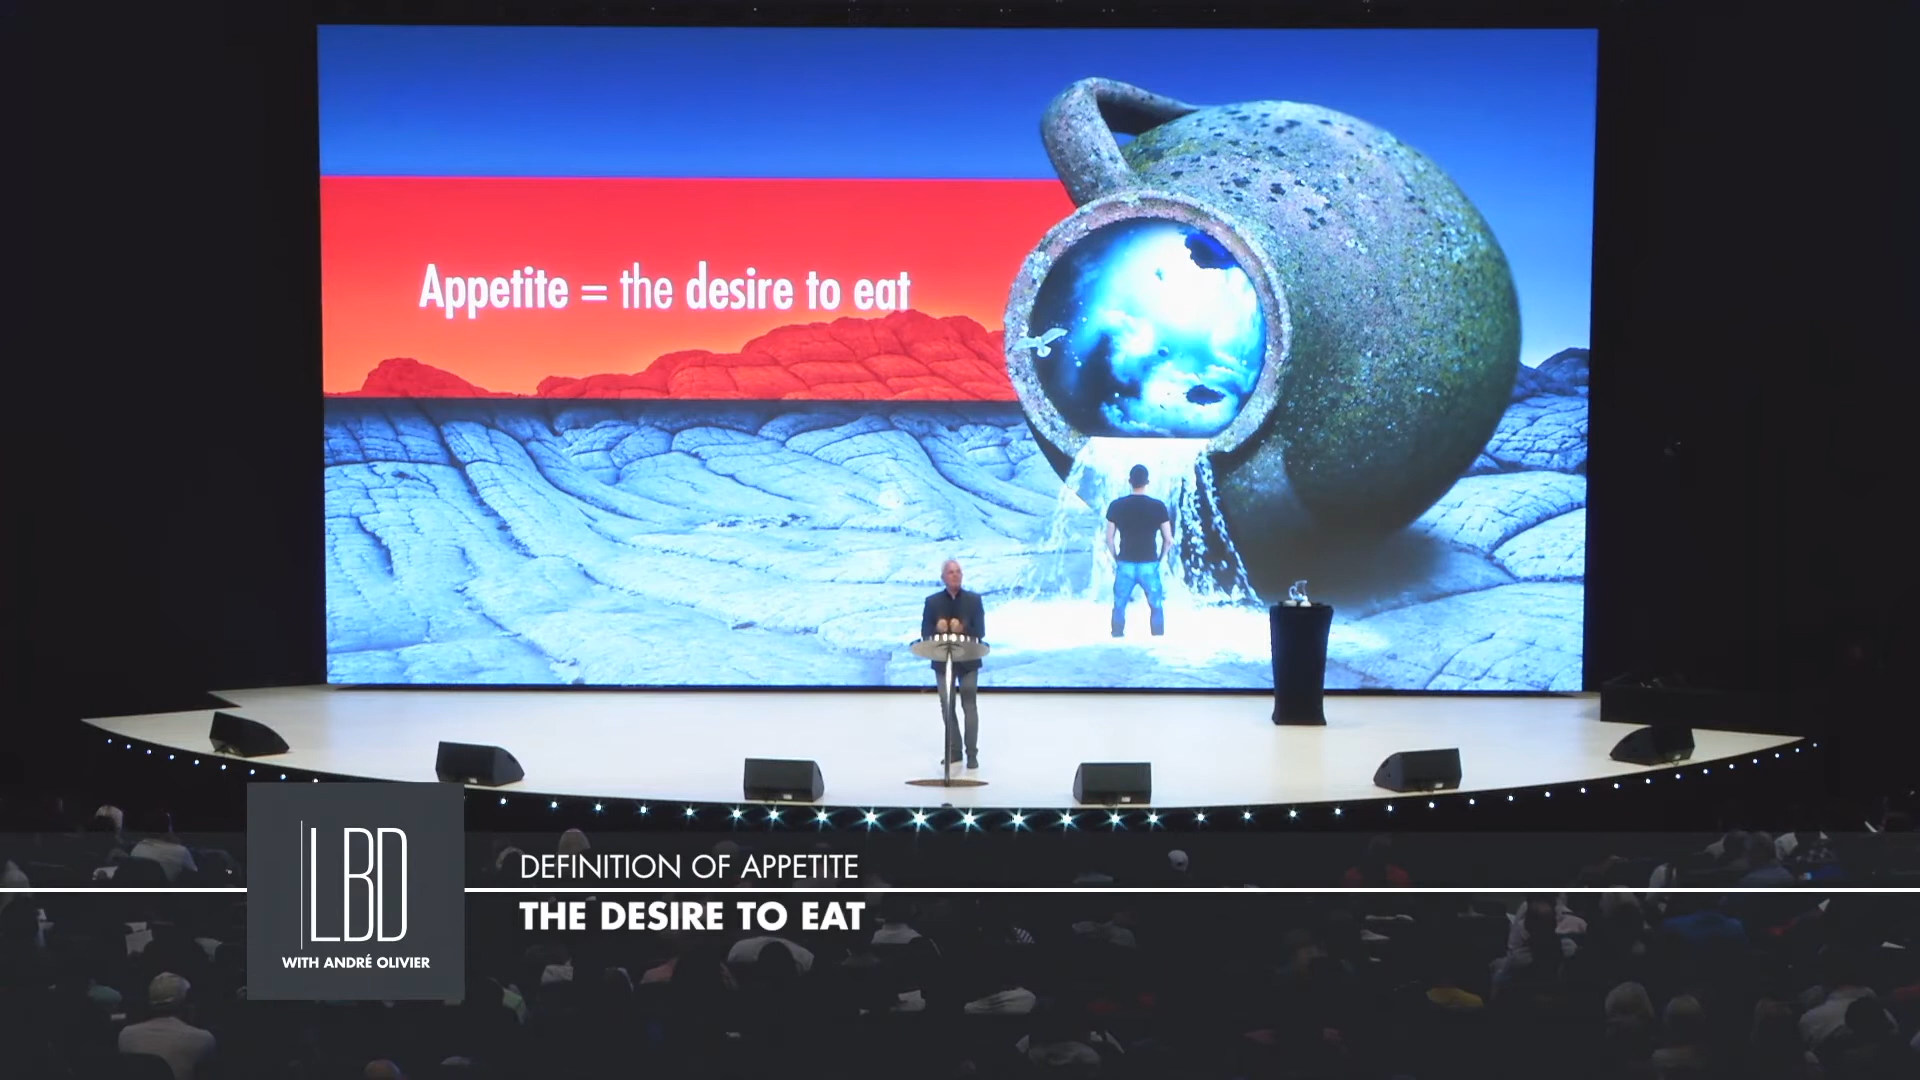 Appetite = the desire to eat
LBD
WITH ANDRÉ OLIVIER
DEFINITION OF APPETITE
THE DESIRE TO EAT